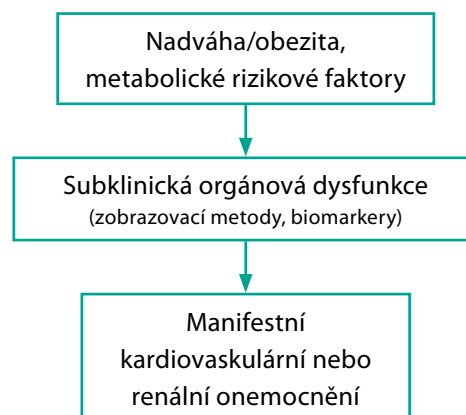 Nadváha/obezita,
metabolické rizikové faktory
Subklinická orgánová dysfunkce
(zobrazovací metody, biomarkery)
Manifestní
kardiovaskulární nebo
renální onemocnění